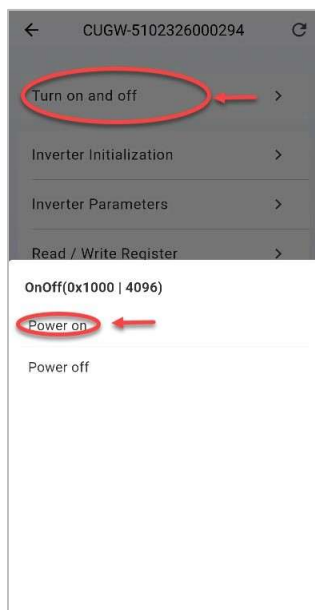 CUGW-5102326000294
Turn on and off
Inverter Initialization
Inverter Parameters
Read / Write Register
OnOff(0x1000 | 4096)
Power on
Power off